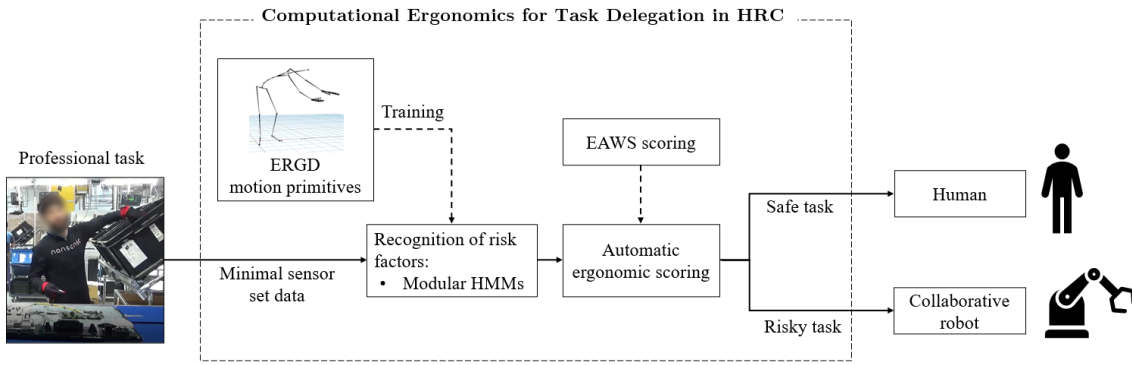 Computational Ergonomics for Task Delegation in HRC
Training
ERGD
motion primitives
EAWS scoring
Professional task
Safe task
Human
Recognition of risk
factors:
• Modular HMMs
Automatic
ergonomic scoring
Minimal sensor
set data
Risky task
Collaborative
robot